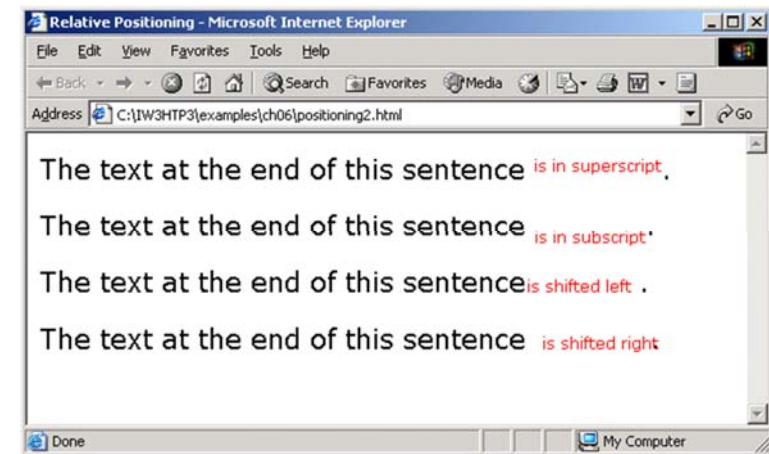 Relative Positioning - Microsoft Internet Explorer
File Edit View Favorites Tools Help
Back Search Favorites Media
Address C:\IW3HTP3\examples\ch06\positioning2.html Go
The text at the end of this sentence is in superscript.
The text at the end of this sentence is in subscript.
The text at the end of this sentence is shifted left .
The text at the end of this sentence is shifted right.
Done My Computer